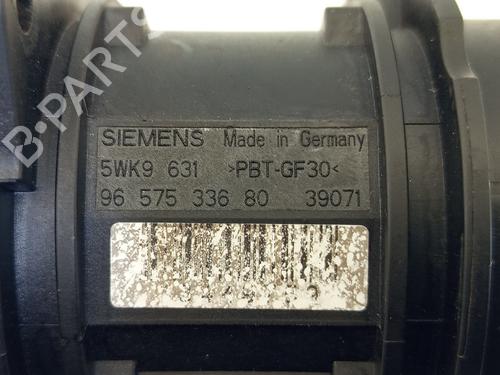 B-PARTS
SIEMENS Made in Germany
5WK9 631 >PBT-GF30<
96 575 336 80 39071